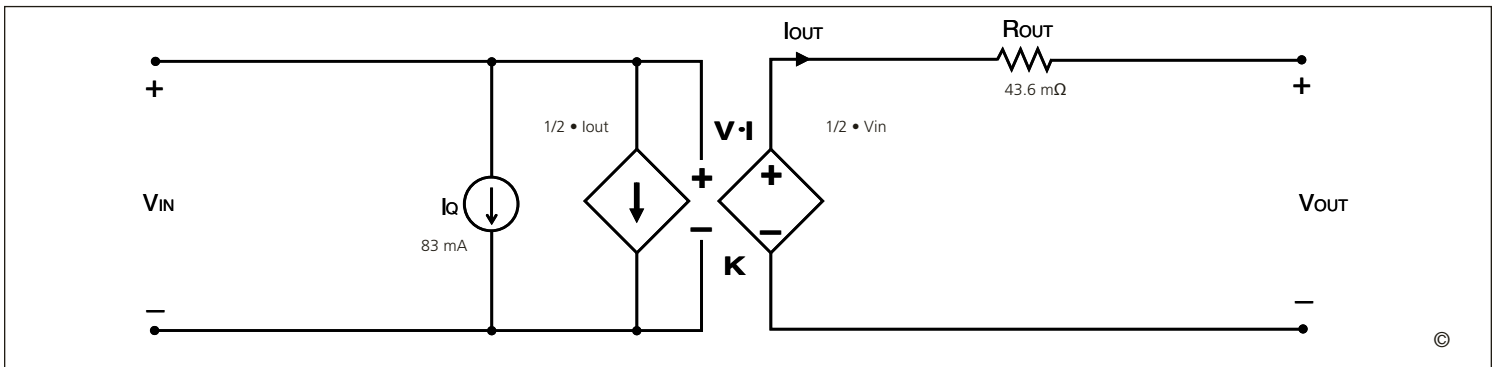 IOUT
ROUT
+
43.6 mΩ
+
1/2 • Iout
V•I
1/2 • Vin
+
+
VIN
IQ
VOUT
83 mA
–
–
K
–
–
©